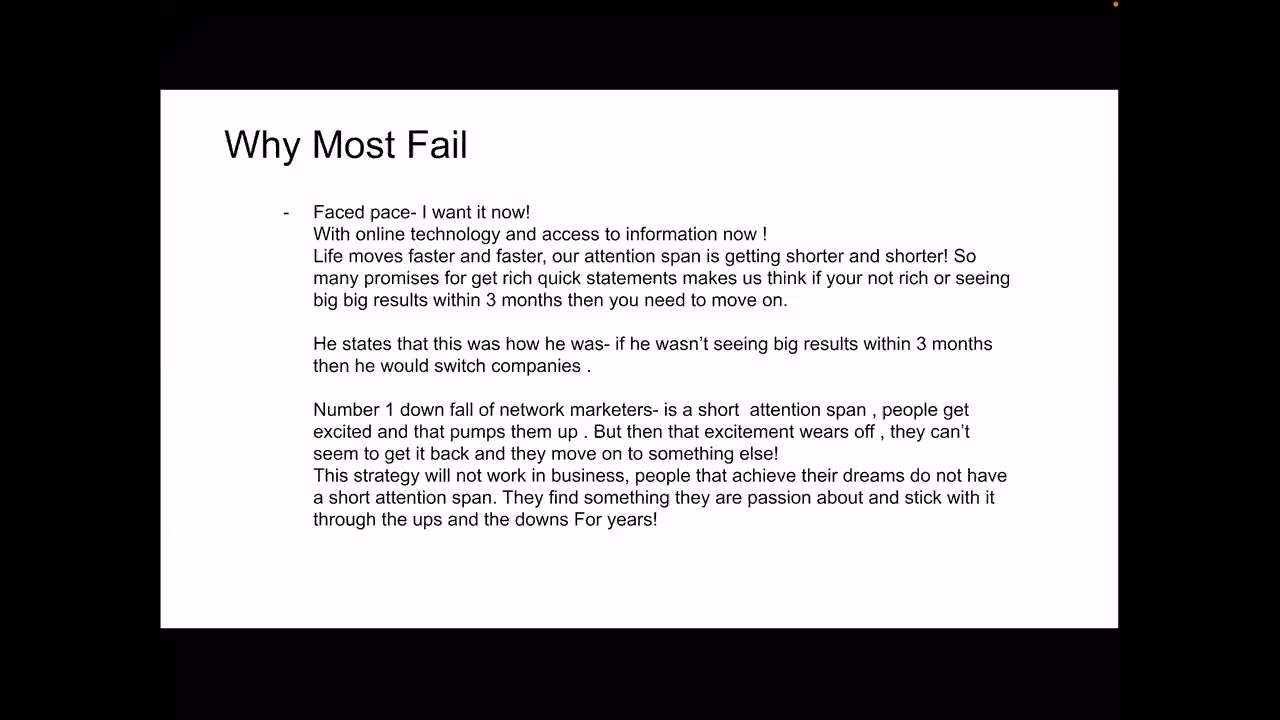 Why Most Fail
- Faced pace- I want it now!
With online technology and access to information now !
Life moves faster and faster, our attention span is getting shorter and shorter! So
many promises for get rich quick statements makes us think if your not rich or seeing
big big results within 3 months then you need to move on.
He states that this was how he was- if he wasn’t seeing big results within 3 months
then he would switch companies .
Number 1 down fall of network marketers- is a short  attention span , people get
excited and that pumps them up . But then that excitement wears off , they can’t
seem to get it back and they move on to something else!
This strategy will not work in business, people that achieve their dreams do not have
a short attention span. They find something they are passion about and stick with it
through the ups and the downs For years!